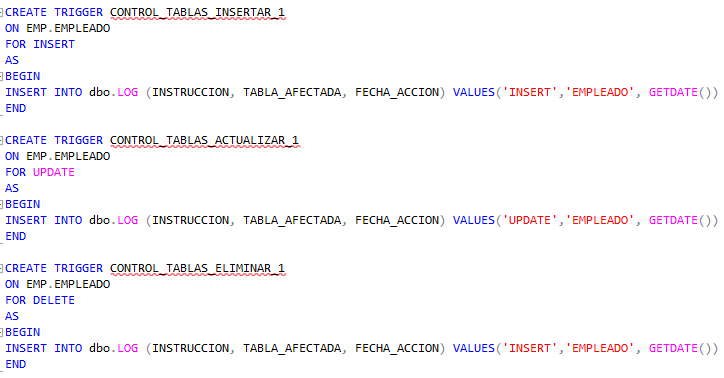 CREATE TRIGGER CONTROL_TABLAS_INSERTAR_1
ON EMP.EMPLEADO
FOR INSERT
AS
BEGIN
INSERT INTO dbo.LOG (INSTRUCCION, TABLA_AFECTADA, FECHA_ACCION) VALUES('INSERT','EMPLEADO', GETDATE())
END
CREATE TRIGGER CONTROL_TABLAS_ACTUALIZAR_1
ON EMP.EMPLEADO
FOR UPDATE
AS
BEGIN
INSERT INTO dbo.LOG (INSTRUCCION, TABLA_AFECTADA, FECHA_ACCION) VALUES('UPDATE','EMPLEADO', GETDATE())
END
CREATE TRIGGER CONTROL_TABLAS_ELIMINAR_1
ON EMP.EMPLEADO
FOR DELETE
AS
BEGIN
INSERT INTO dbo.LOG (INSTRUCCION, TABLA_AFECTADA, FECHA_ACCION) VALUES('INSERT','EMPLEADO', GETDATE())
END